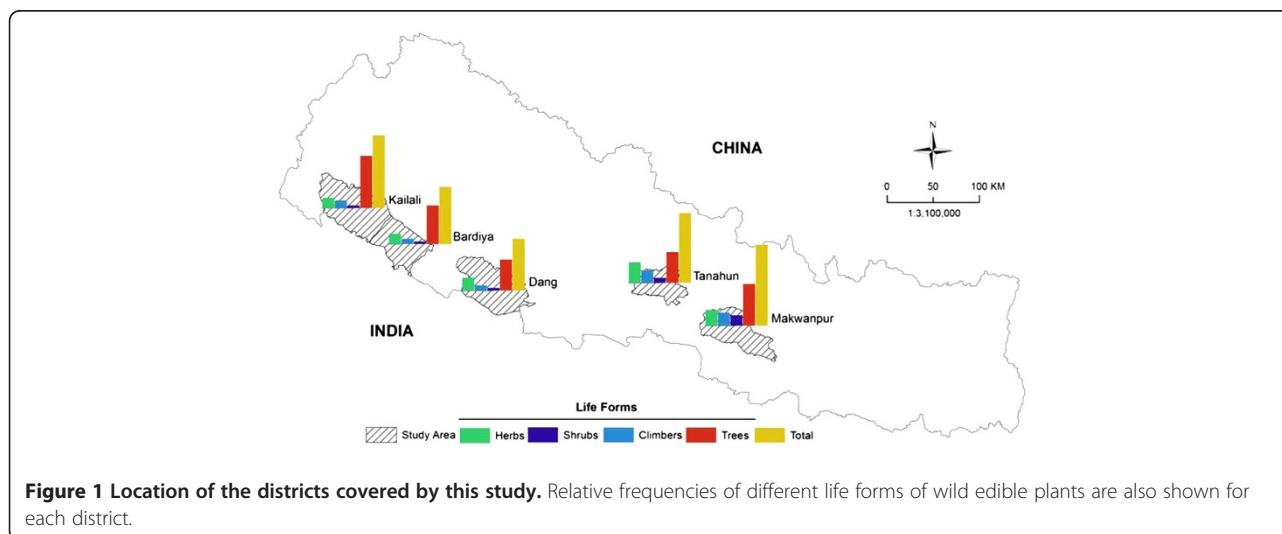 N
CHINA
0 50 100 KM
1:3,100,000
Kailali
Bardiya
Dang
Tanahun
Makwanpur
INDIA
Life Forms
Study Area Herbs Shrubs Climbers Trees Total
Figure 1 Location of the districts covered by this study. Relative frequencies of different life forms of wild edible plants are also shown for
each district.